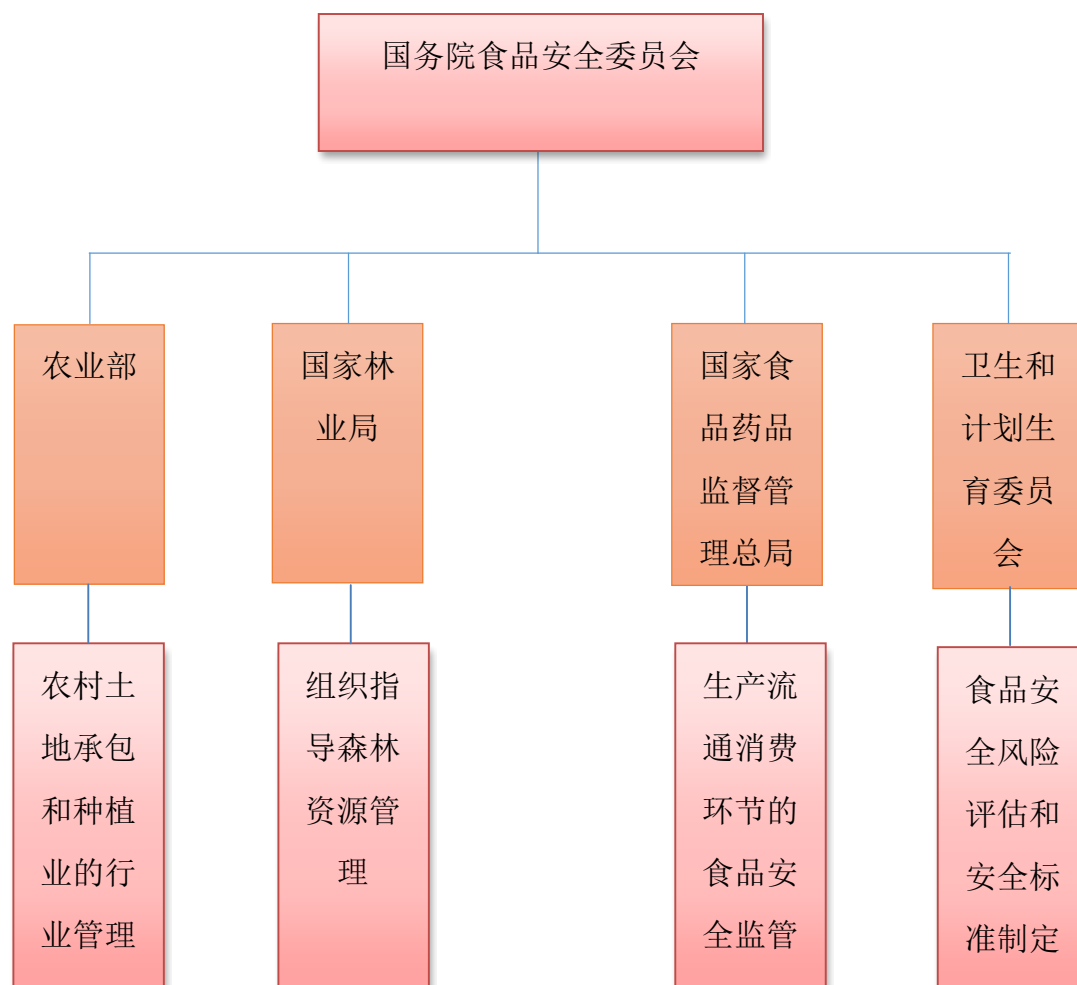 国务院食品安全委员会
农业部
国家林
业局
国家食
品药品
监督管
理总局
卫生和
计划生
育委员
会
农村土
地承包
和种植
业的行
业管理
组织指
导森林
资源管
理
生产流
通消费
环节的
食品安
全监管
食品安
全风险
评估和
安全标
准制定